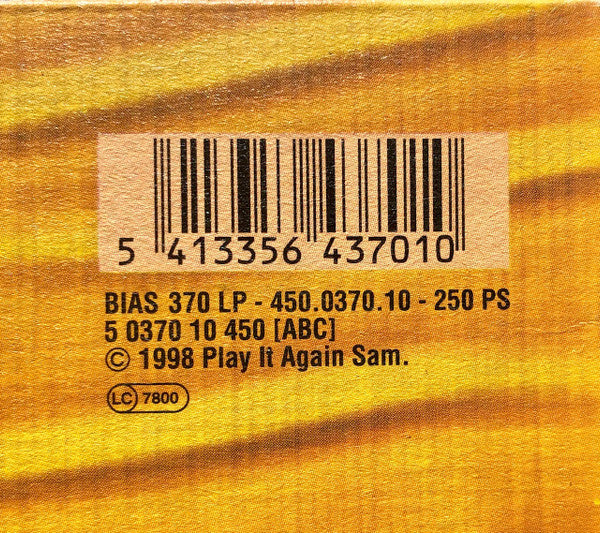 5 413356 437010
BIAS 370 LP - 450.0370.10 - 250 PS
5 0370 10 450 [ABC]
© 1998 Play It Again Sam.
LC 7800